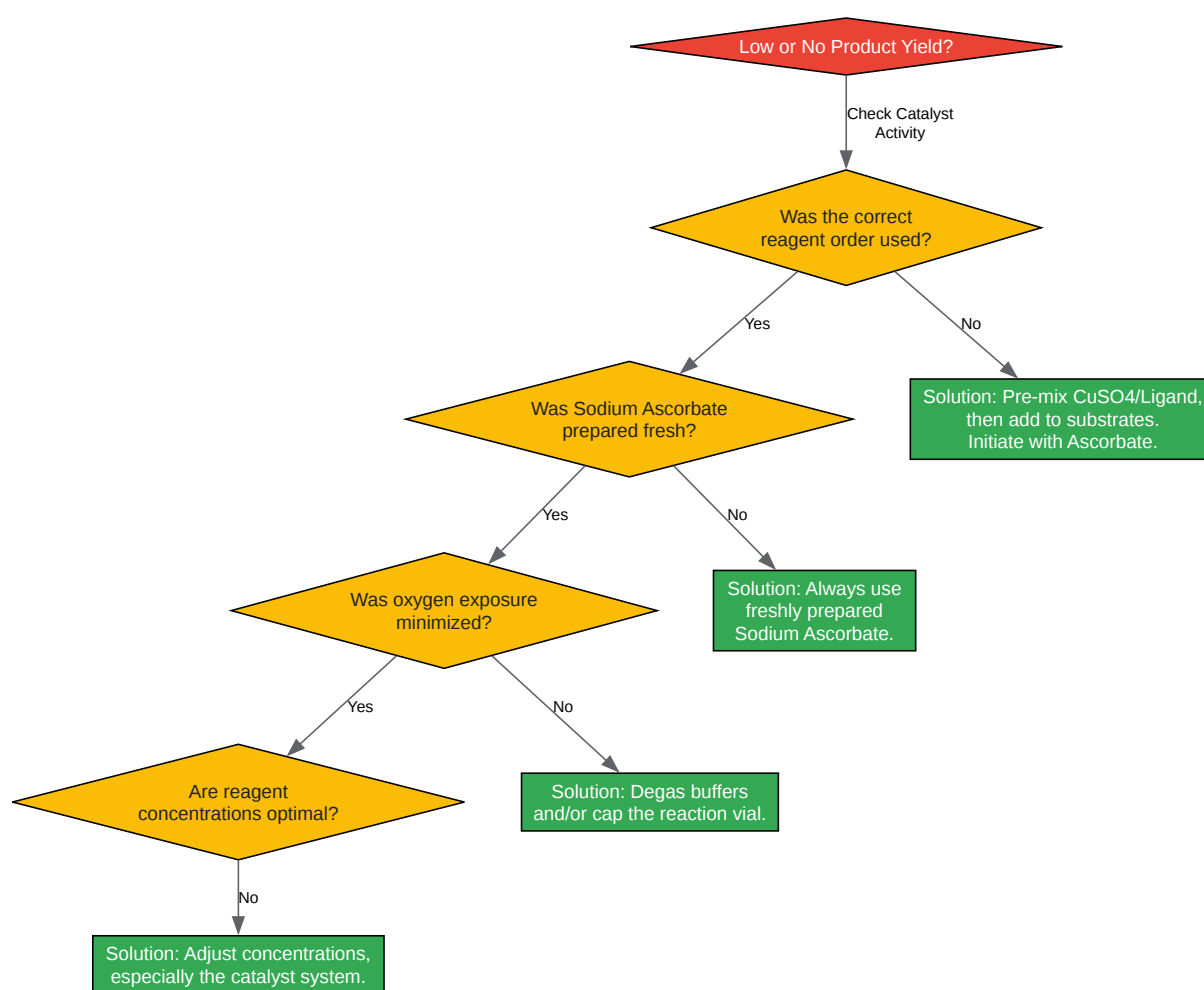 Low or No Product Yield?
Check Catalyst
Activity
Was the correct
reagent order used?
Yes
No
Was Sodium Ascorbate
prepared fresh?
Solution: Pre-mix CuSO4/Ligand,
then add to substrates.
Initiate with Ascorbate.
Yes
No
Was oxygen exposure
minimized?
Solution: Always use
freshly prepared
Sodium Ascorbate.
Yes
No
Are reagent
concentrations optimal?
Solution: Degas buffers
and/or cap the reaction vial.
No
Solution: Adjust concentrations,
especially the catalyst system.